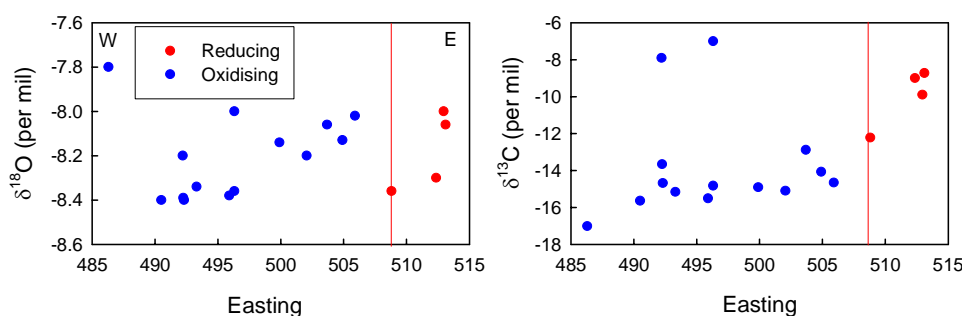 -7.6
-7.8
-8.0
-8.2
-8.4
-8.6
δ18O (per mil)
W
E
Reducing
Oxidising
485 490 495 500 505 510 515
Easting
-6
-8
-10
-12
-14
-16
-18
δ13C (per mil)
485 490 495 500 505 510 515
Easting